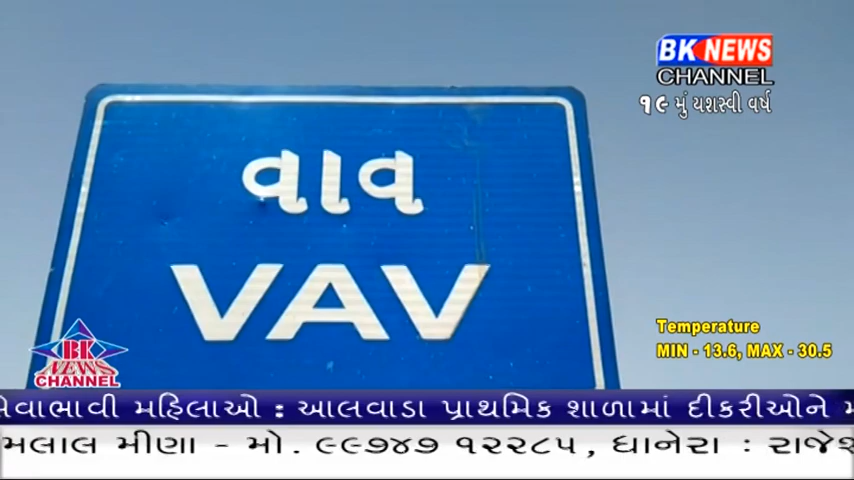 BK NEWS
CHANNEL
૧૯ મું યશસ્વી વર્ષ
વાવ
VAV
Temperature
MIN - 13.6, MAX - 30.5
BK
NEWS
CHANNEL
સેવાભાવી મહિલાઓ : આલવાડા પ્રાથમિક શાળામાં દીકરીઓને
મલાલ મીણા - મો. ૯૯૭૪૭ ૧૨૨૮૫, ધાનેરા : રાજેશ